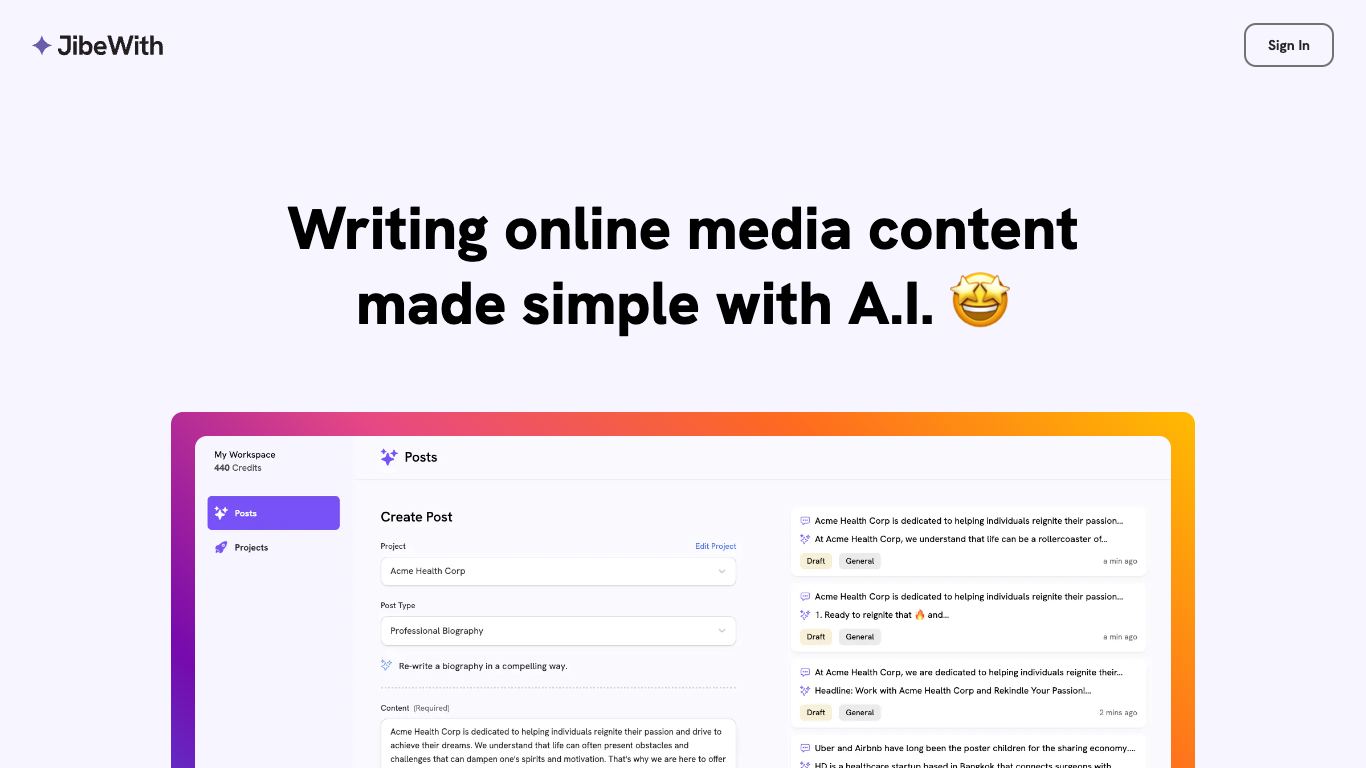 JibeWith
Sign In
Writing online media content
made simple with A.I.
My Workspace
440 Credits
Posts
Projects
Posts
Create Post
Project
Edit Project
Acme Health Corp
Post Type
Professional Biography
Re-write a biography in a compelling way.
Content (Required)
Acme Health Corp is dedicated to helping individuals reignite their passion and drive to
achieve their dreams. We understand that life can often present obstacles and
challenges that can dampen one's spirits and motivation. That's why we are here to offer
Acme Health Corp is dedicated to helping individuals reignite their passion...
At Acme Health Corp, we understand that life can be a rollercoaster of...
Draft
General
a min ago
Acme Health Corp is dedicated to helping individuals reignite their passion...
1. Ready to reignite that 🔥 and...
Draft
General
a min ago
At Acme Health Corp, we are dedicated to helping individuals reignite their...
Headline: Work with Acme Health Corp and Rekindle Your Passion!...
Draft
General
2 mins ago
Uber and Airbnb have long been the poster children for the sharing economy....
HD is a healthcare startup based in Bangkok that connects surgeons with